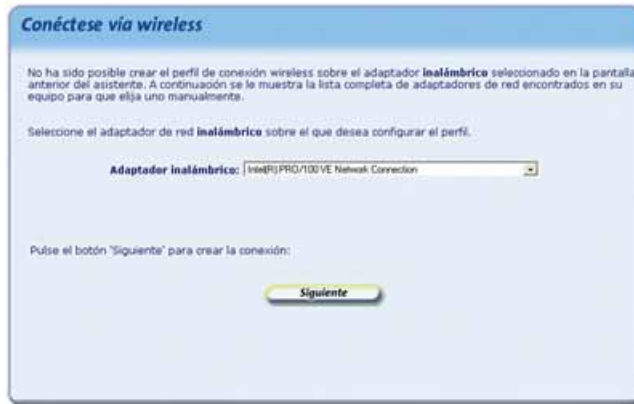 Conéctese vía wireless
No ha sido posible crear el perfil de conexión wireless sobre el adaptador inalámbrico seleccionado en la pantalla
anterior del asistente. A continuación se le muestra la lista completa de adaptadores de red encontrados en su
equipo para que elija uno manualmente.
Seleccione el adaptador de red inalámbrico sobre el que desea configurar el perfil.
Adaptador inalámbrico: Intel(R) PRO/100 VE Network Connection
Pulse el botón "Siguiente" para crear la conexión:
Siguiente